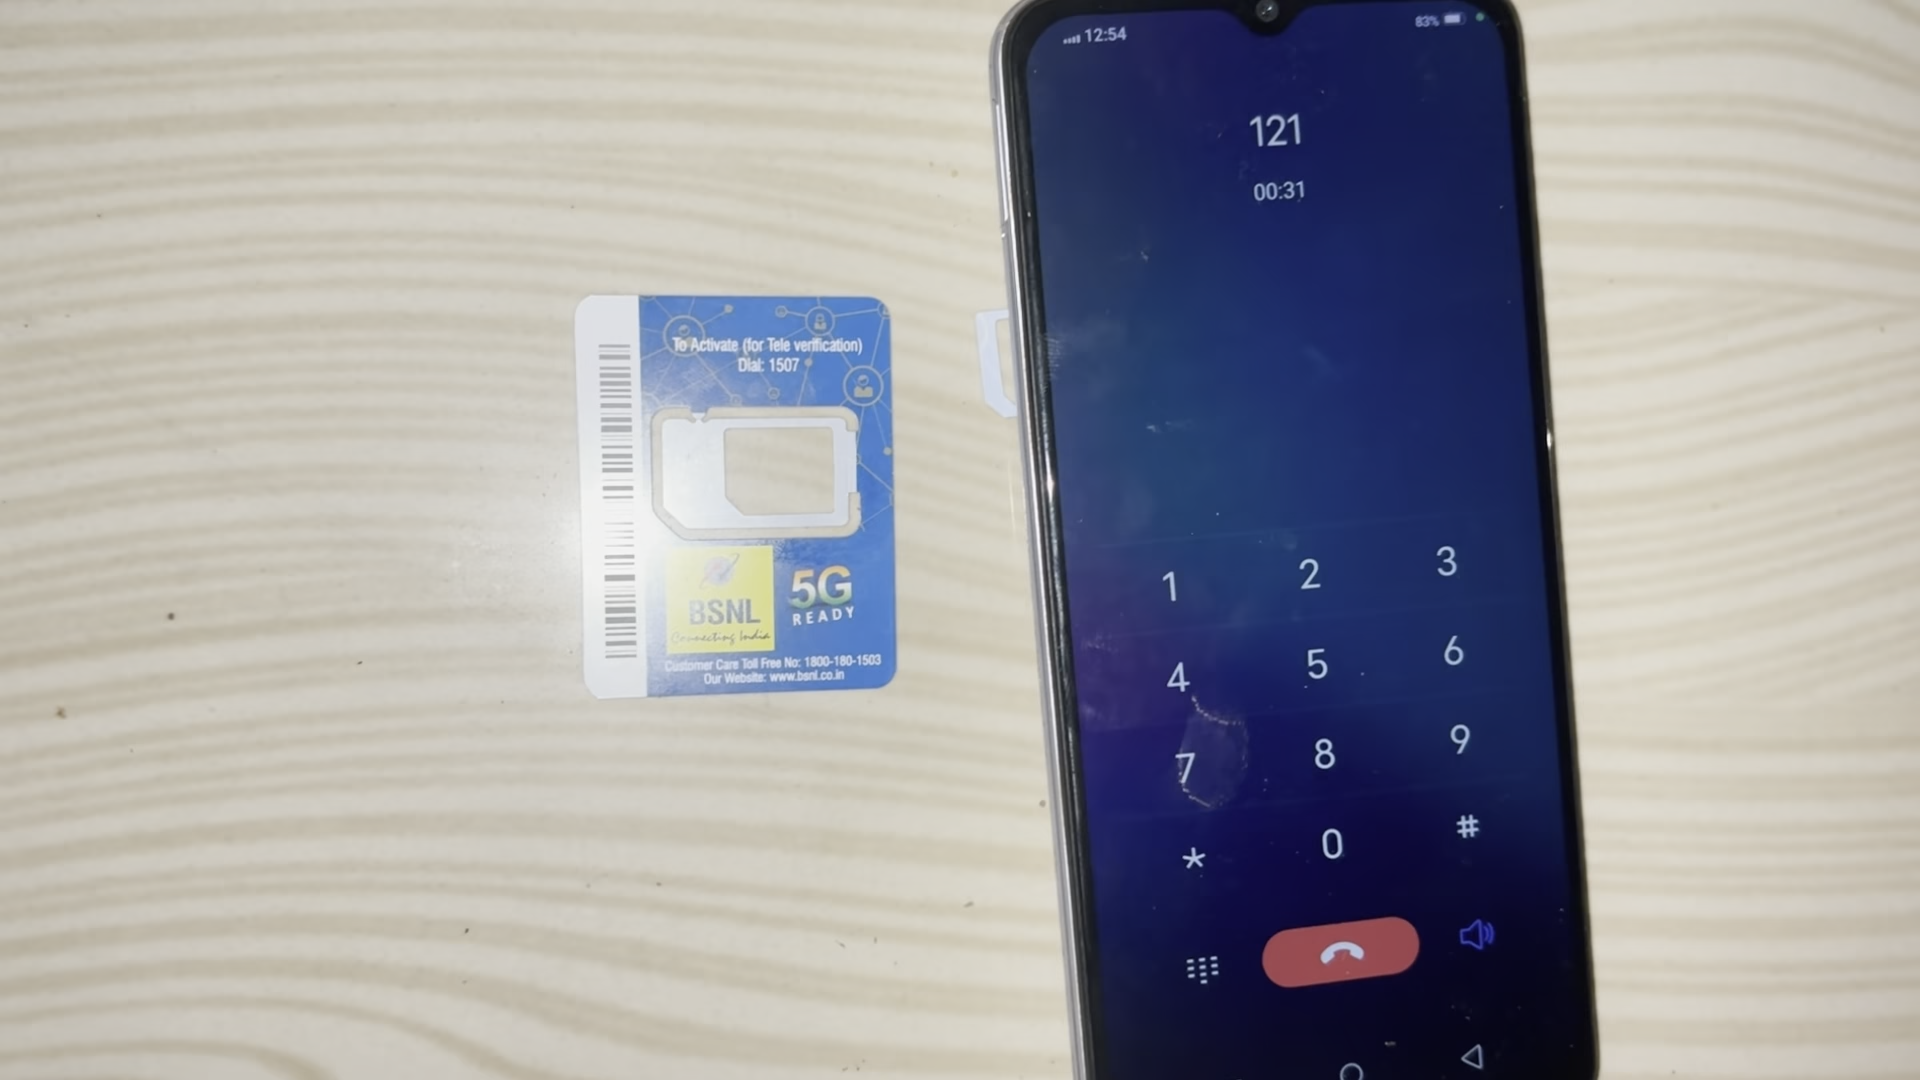 To Activate (for Tele verification)
Dial: 1507
BSNL
Connecting India
5G
READY
Customer Care Toll Free No: 1800-180-1503
Our Website: www.bsnl.co.in
12:54
83%
121
00:31
1 2 3
4 5 6
7 8 9
* 0 #